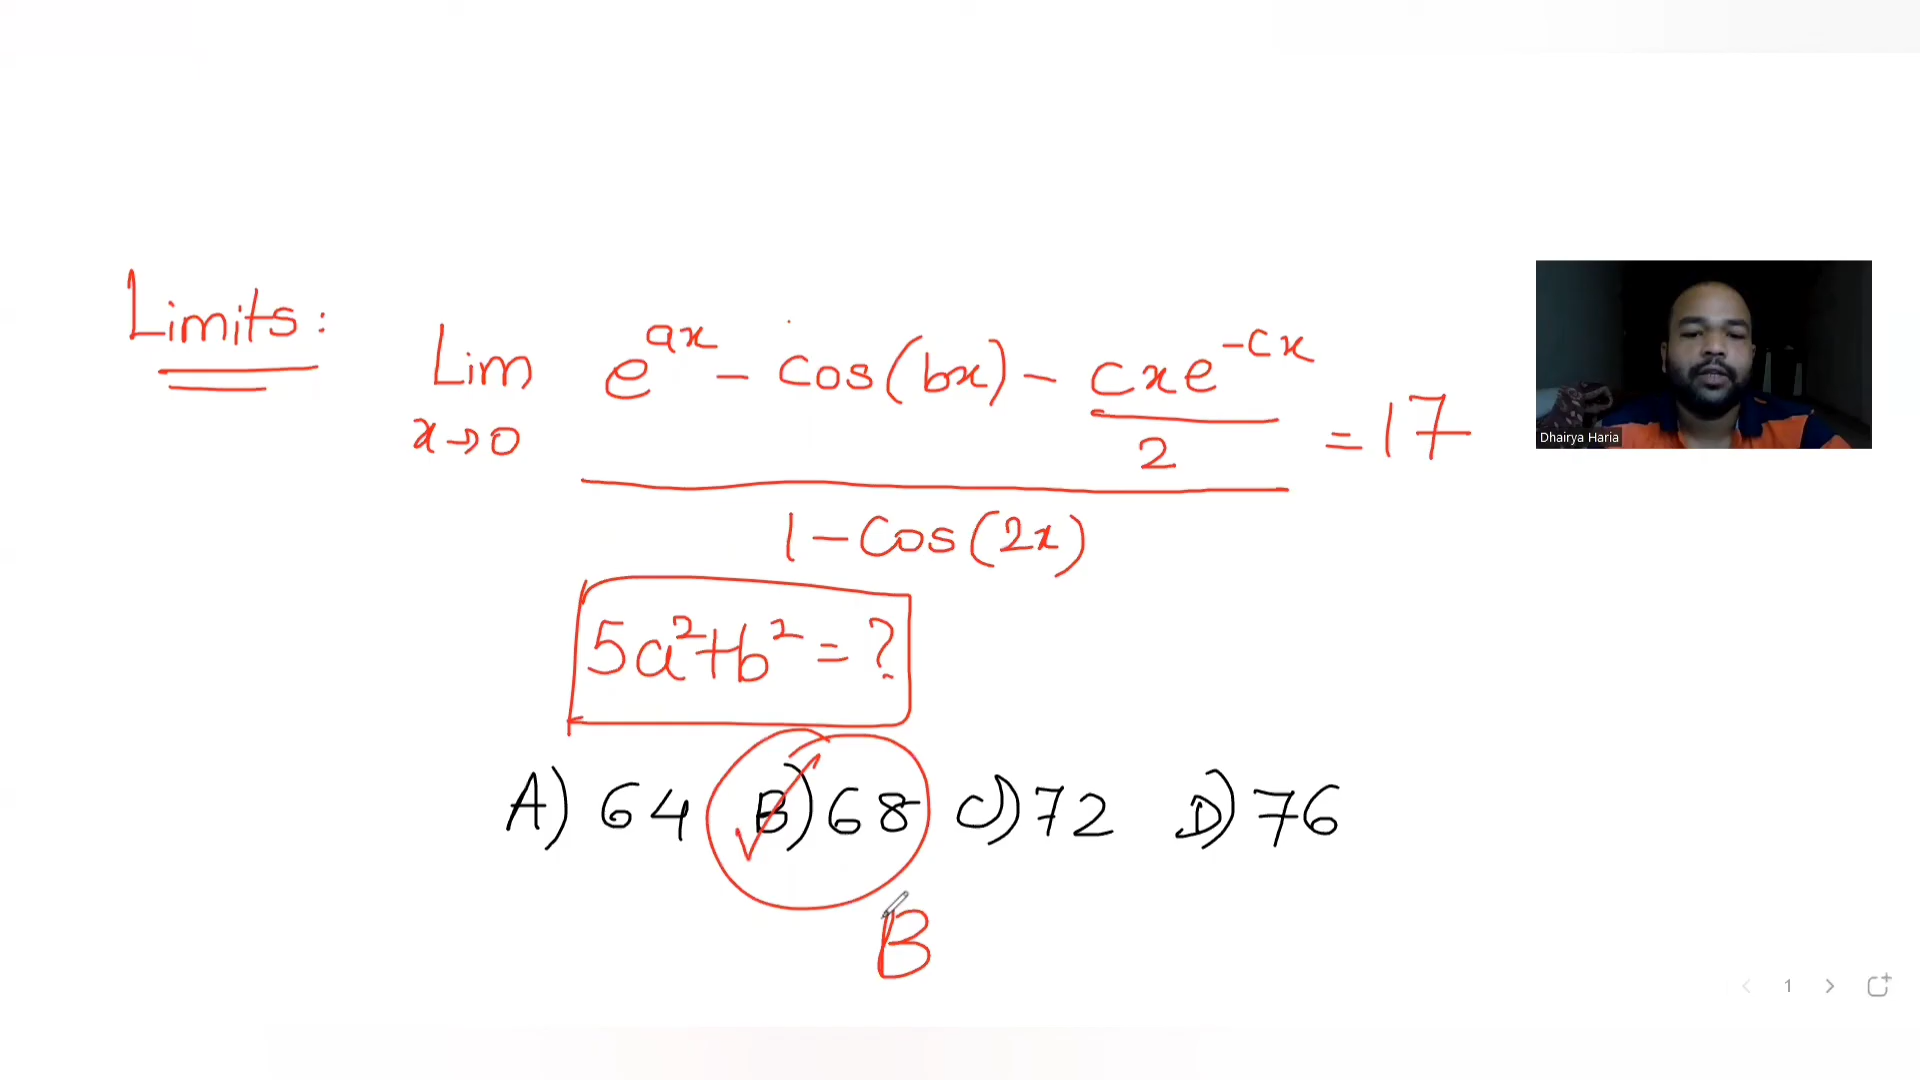 Limits:
Lim x→0 (e^{ax} - cos(bx) - (cxe^{-cx})/2) / (1 - cos(2x)) = 17
5a²+b² = ?
A) 64 B) 68 C) 72 D) 76
B
Dhairya Haria
1